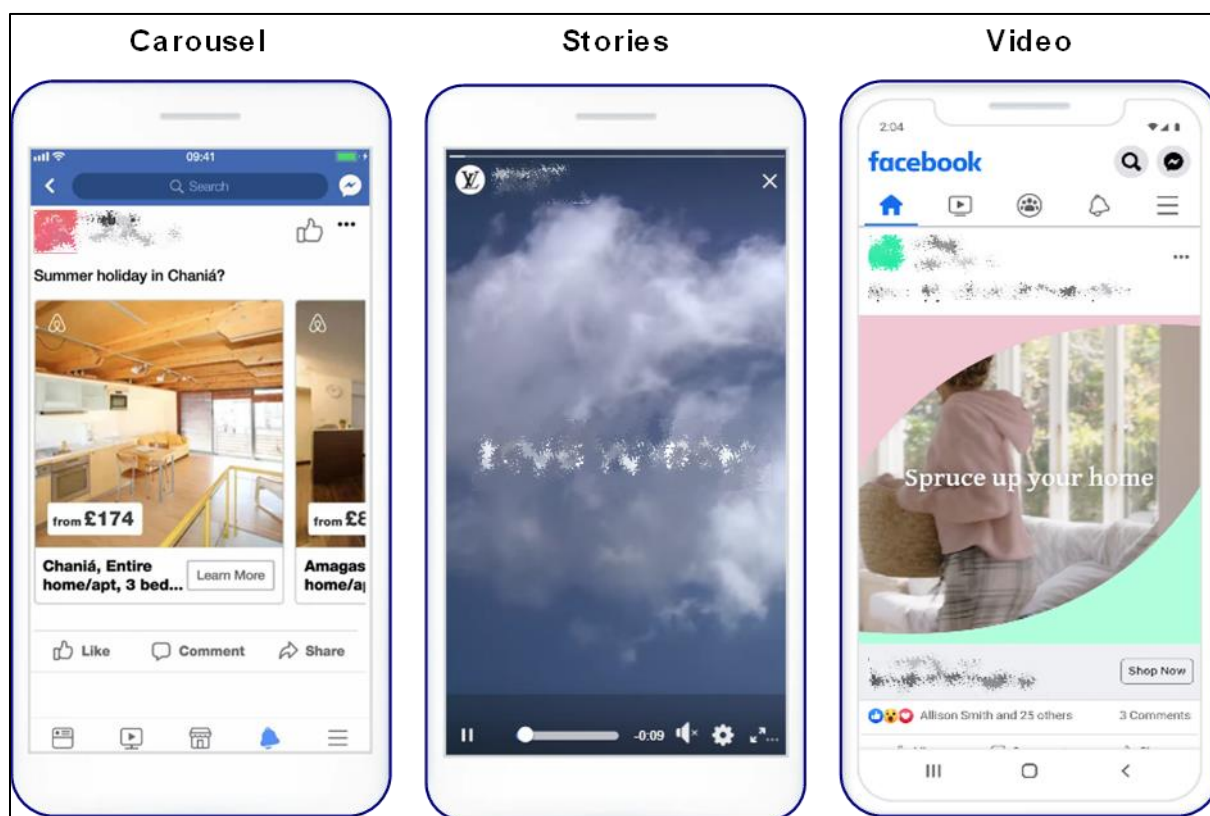 Carousel
Stories
Video
09:41
Search
Summer holiday in Chaniá?
from £174
from £8
Chaniá, Entire
home/apt, 3 bed...
Learn More
Amagas
home/a
Like
Comment
Share
LV
-0:09
2:04
facebook
Spruce up your home
Shop Now
Allison Smith and 25 others
3 Comments